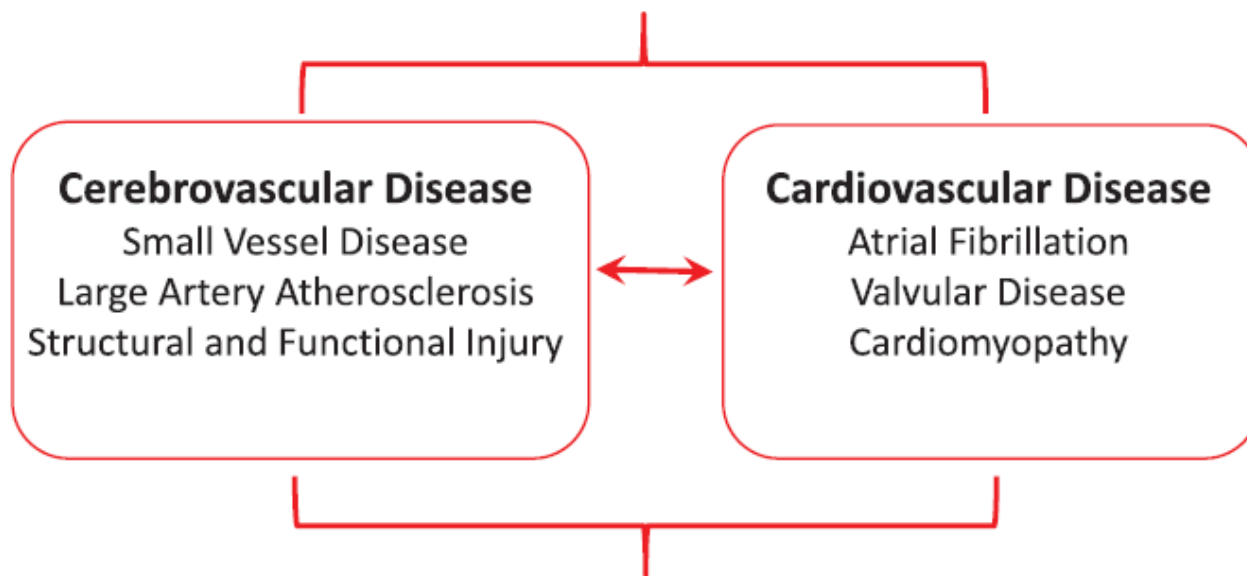 Cerebrovascular Disease
Small Vessel Disease
Large Artery Atherosclerosis
Structural and Functional Injury
Cardiovascular Disease
Atrial Fibrillation
Valvular Disease
Cardiomyopathy